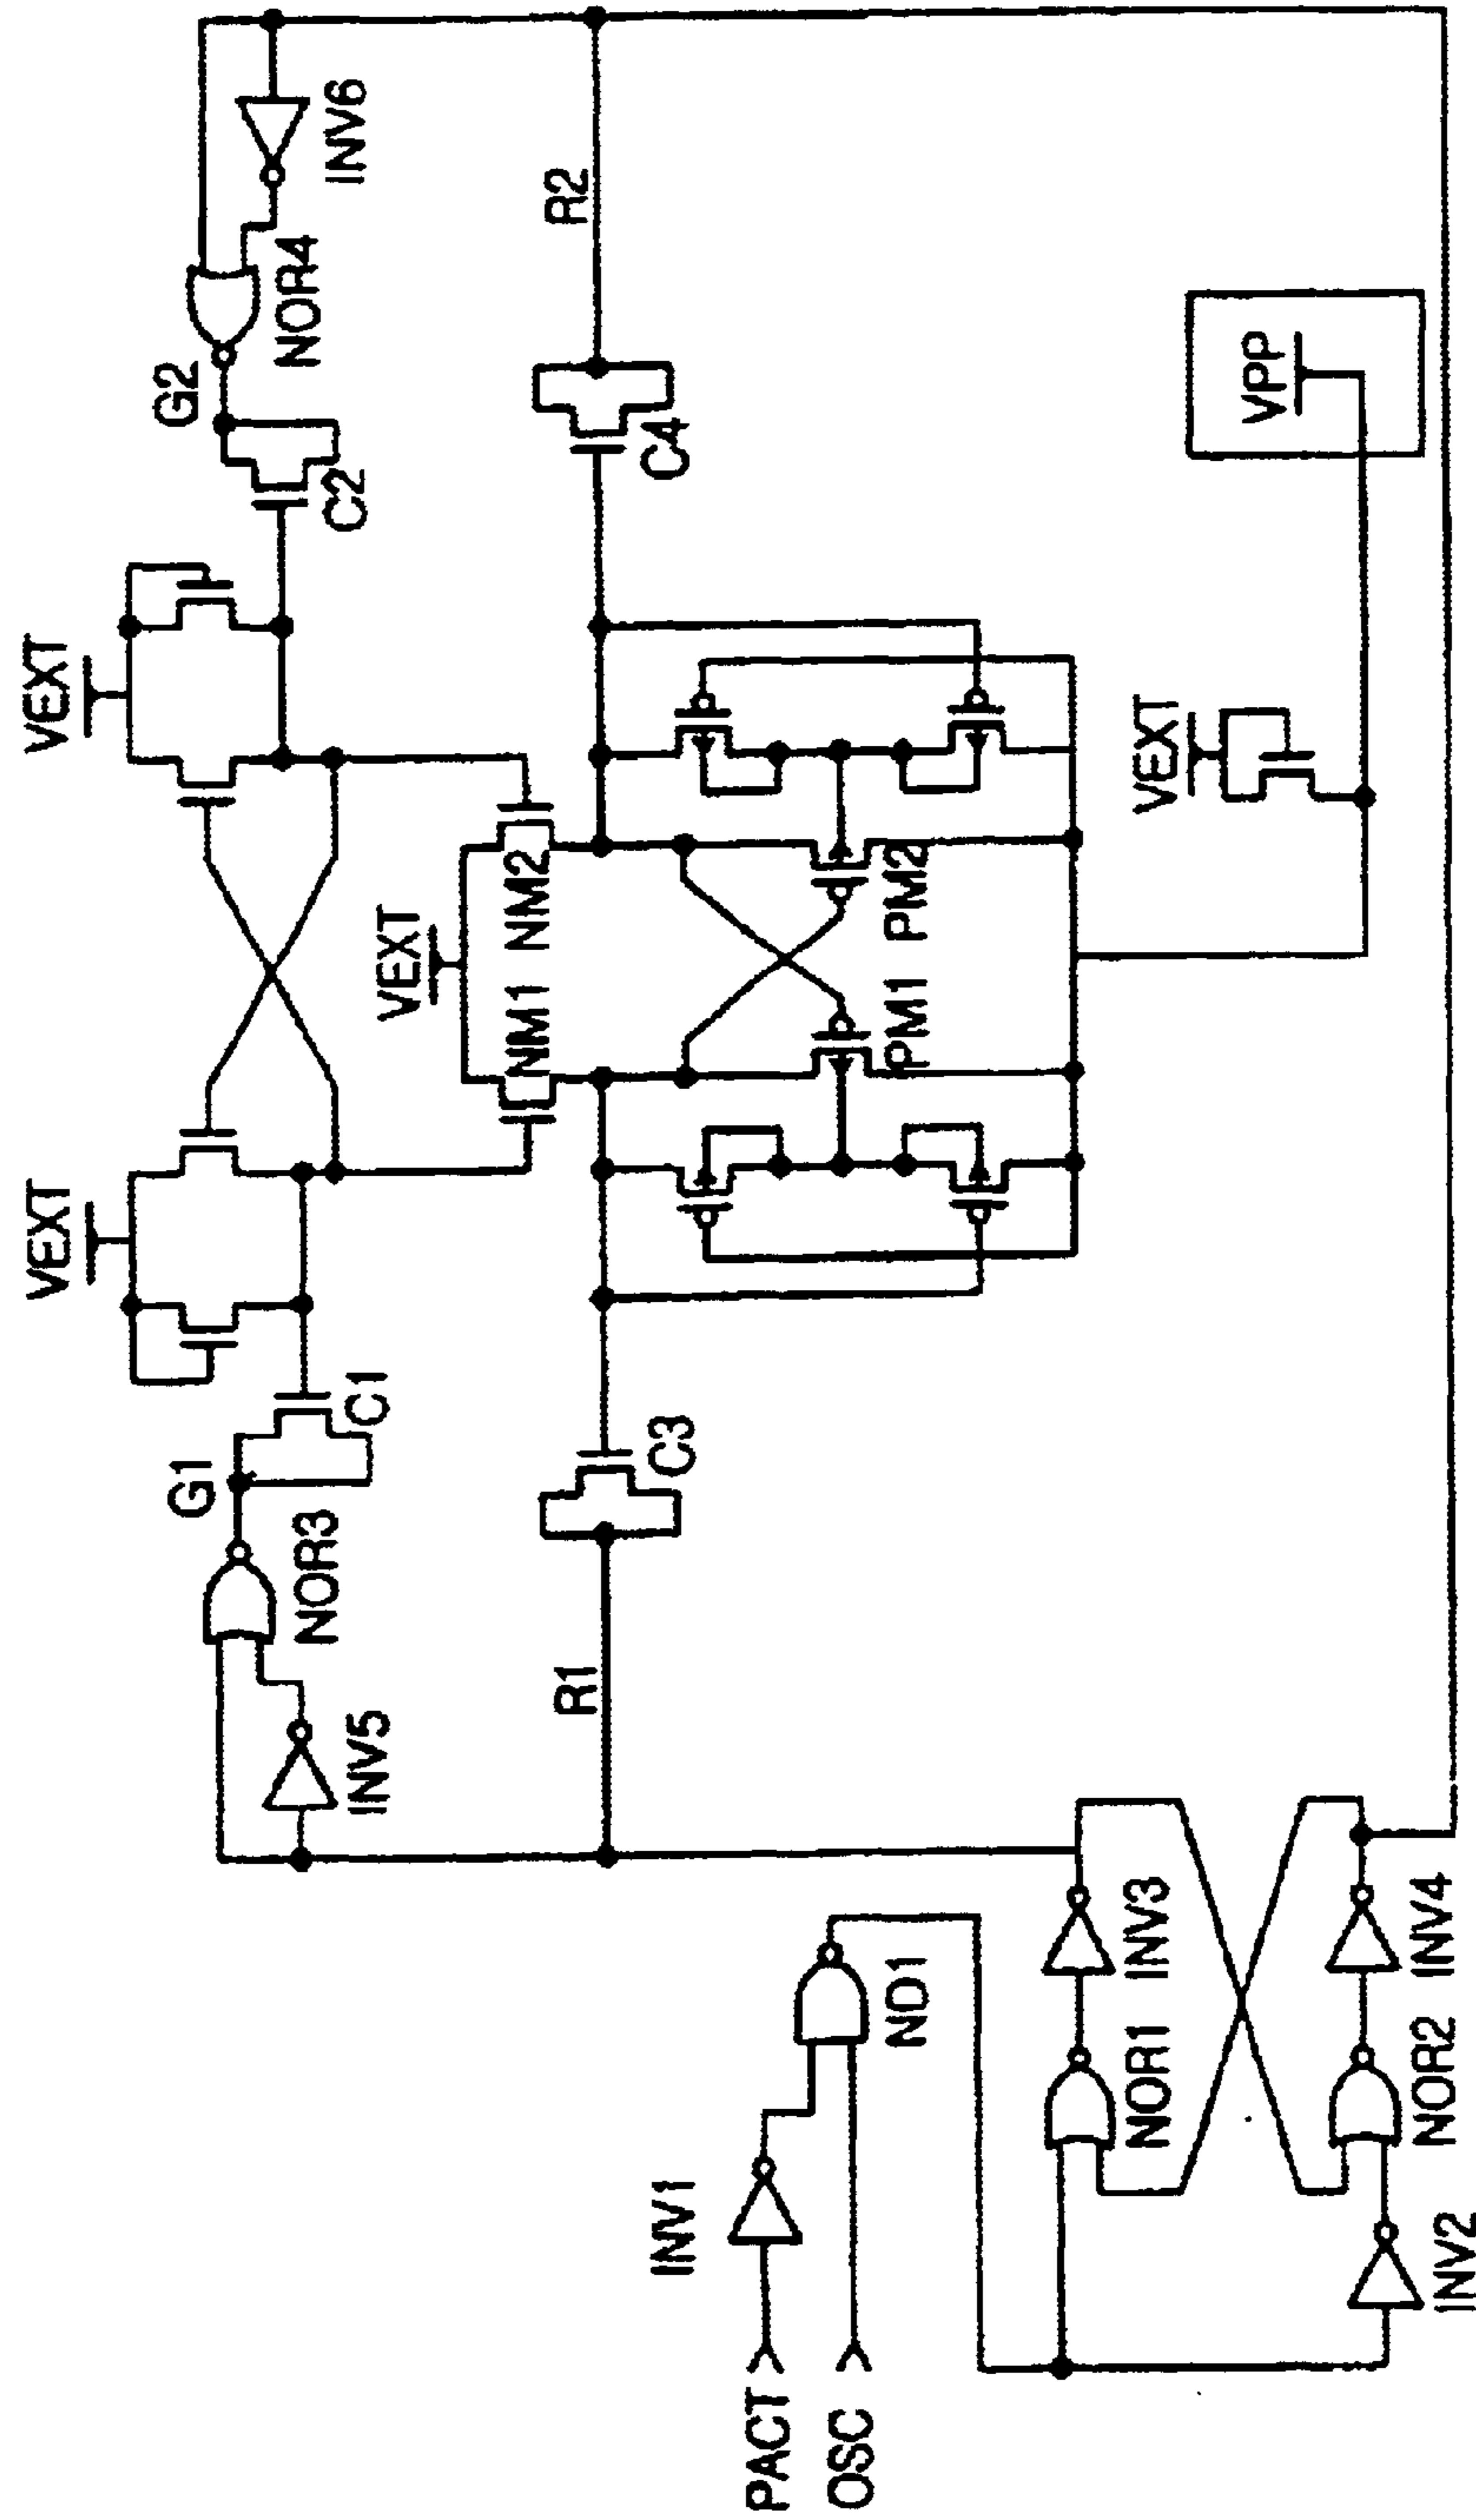 VEXT
VEXT
INV6
G2
NOR4
C2
G1
C1
NOR3
INV5
VEXT
R2
C4
NM1 NM2
R1
C3
PM1 PM2
VPP
VEXT
INV1
PACT
OSC
ND1
NOR1 INV3
NOR2 INV4
INV2